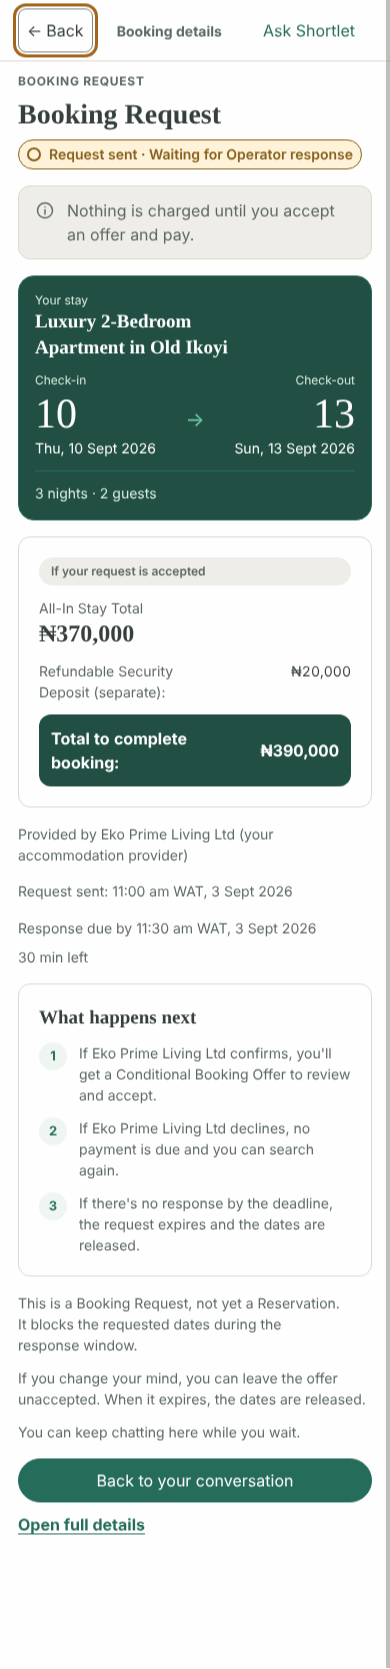 ← Back
Booking details
Ask Shortlet
BOOKING REQUEST
Booking Request
Request sent · Waiting for Operator response
Nothing is charged until you accept
an offer and pay.
Your stay
Luxury 2-Bedroom
Apartment in Old Ikoyi
Check-in
Check-out
10
→
13
Thu, 10 Sept 2026
Sun, 13 Sept 2026
3 nights · 2 guests
If your request is accepted
All-In Stay Total
₦370,000
Refundable Security
Deposit (separate):
₦20,000
Total to complete
booking:
₦390,000
Provided by Eko Prime Living Ltd (your
accommodation provider)
Request sent: 11:00 am WAT, 3 Sept 2026
Response due by 11:30 am WAT, 3 Sept 2026
30 min left
What happens next
1
If Eko Prime Living Ltd confirms, you'll
get a Conditional Booking Offer to review
and accept.
2
If Eko Prime Living Ltd declines, no
payment is due and you can search
again.
3
If there's no response by the deadline,
the request expires and the dates are
released.
This is a Booking Request, not yet a Reservation.
It blocks the requested dates during the
response window.
If you change your mind, you can leave the offer
unaccepted. When it expires, the dates are released.
You can keep chatting here while you wait.
Back to your conversation
Open full details